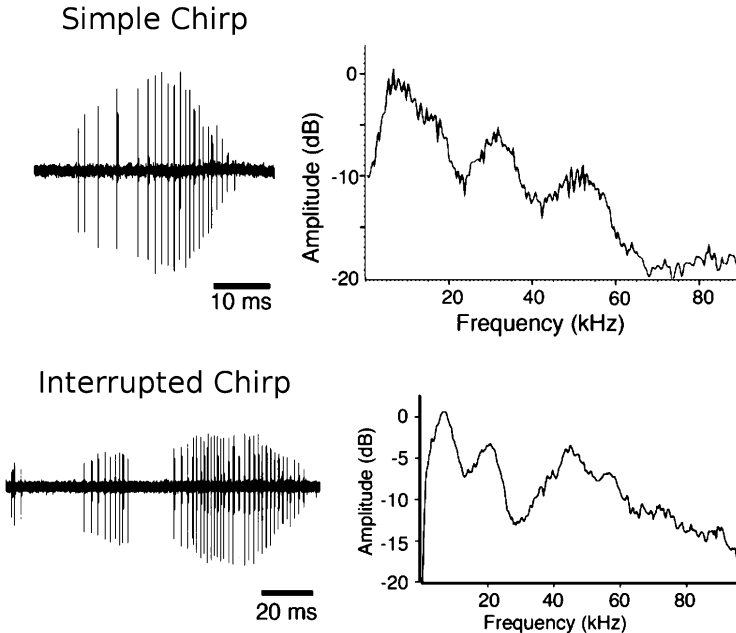 Simple Chirp
0
-10
-20
Amplitude (dB)
20 40 60 80
Frequency (kHz)
10 ms
Interrupted Chirp
0
-5
-10
-15
-20
Amplitude (dB)
20 40 60 80
Frequency (kHz)
20 ms